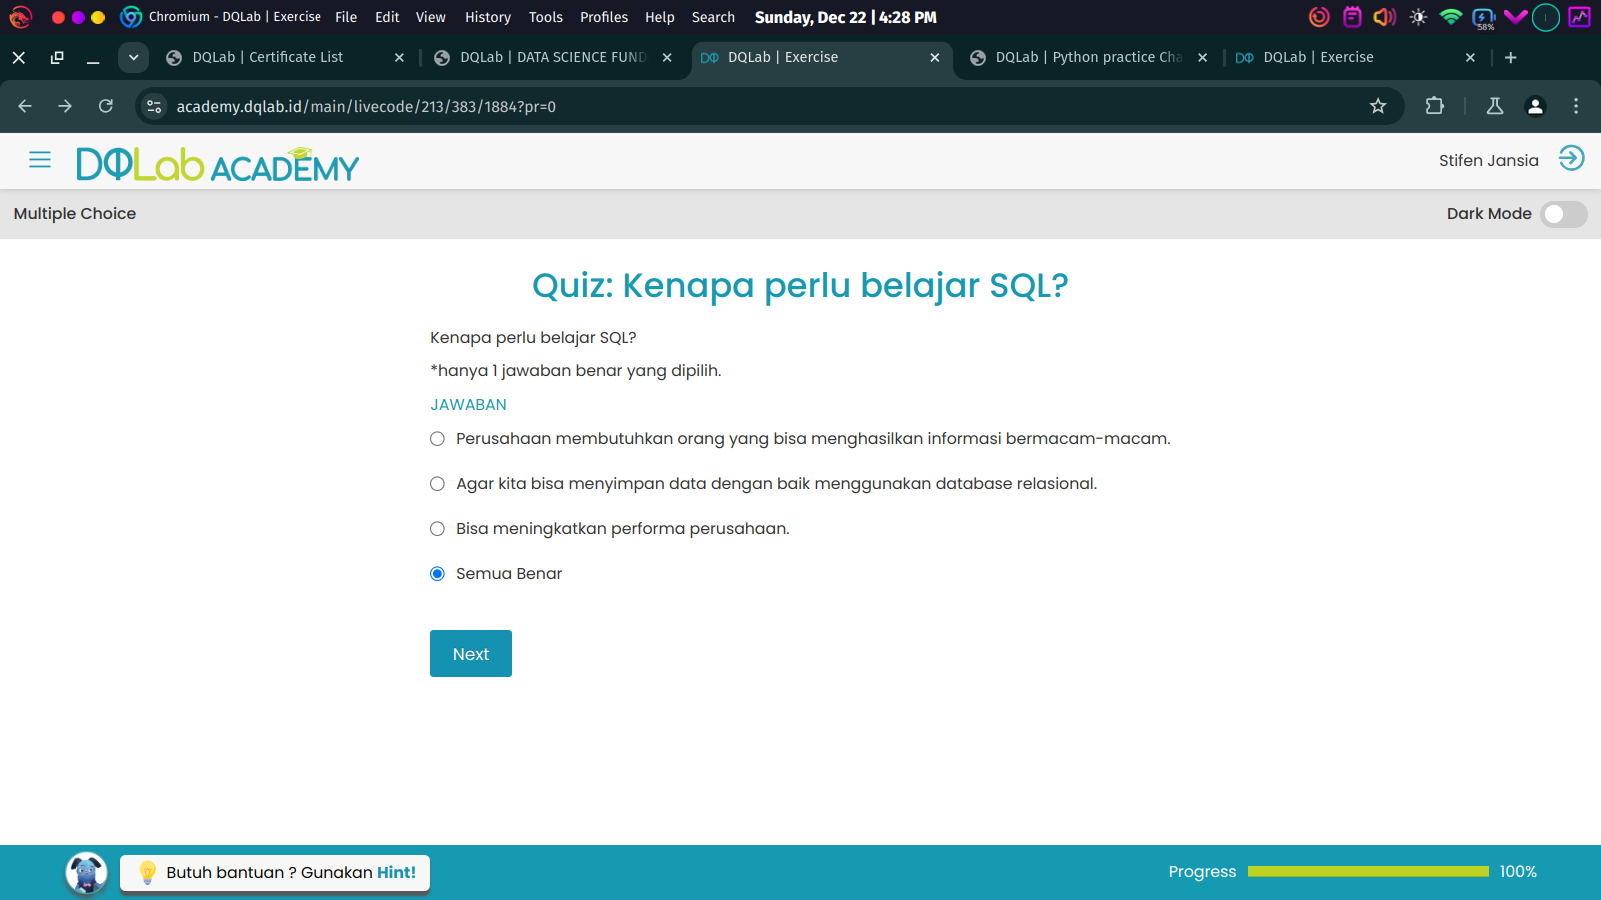 Chromium - DQLab | Exercise File Edit View History Tools Profiles Help Search Sunday, Dec 22 | 4:28 PM 58%
DQLab | Certificate List DQLab | DATA SCIENCE FUND DQLab | Exercise DQLab | Python practice Cha DQLab | Exercise
academy.dqlab.id/main/livecode/213/383/1884?pr=0
DQLab ACADEMY Stifen Jansia
Multiple Choice Dark Mode
Quiz: Kenapa perlu belajar SQL?
Kenapa perlu belajar SQL?
*hanya 1 jawaban benar yang dipilih.
JAWABAN
Perusahaan membutuhkan orang yang bisa menghasilkan informasi bermacam-macam.
Agar kita bisa menyimpan data dengan baik menggunakan database relasional.
Bisa meningkatkan performa perusahaan.
Semua Benar
Next
Butuh bantuan ? Gunakan Hint! Progress 100%